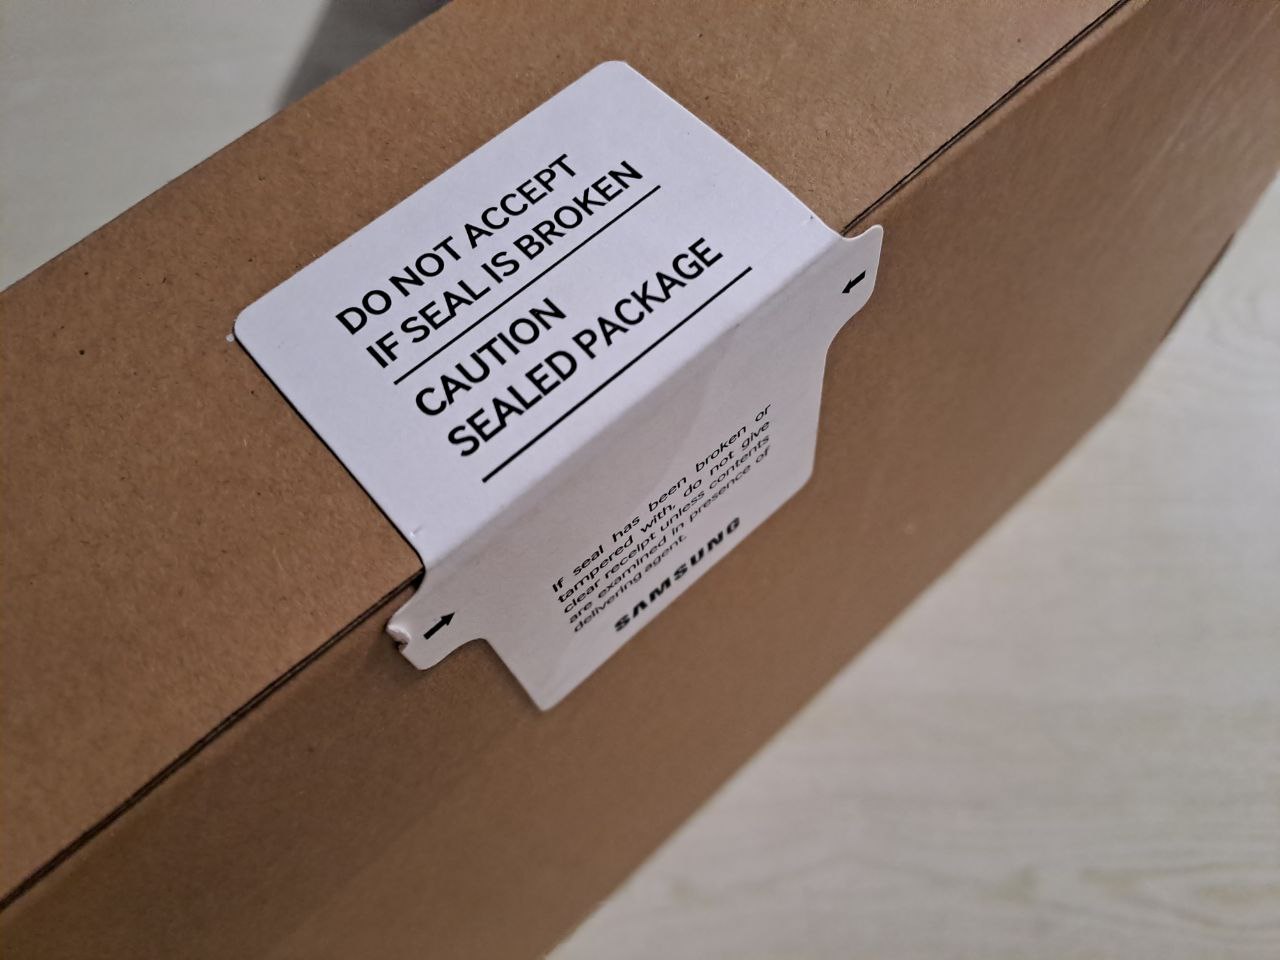 DO NOT ACCEPT
IF SEAL IS BROKEN
CAUTION
SEALED PACKAGE
If seal has been broken or
tampered with, do not give
clear receipt unless contents
are examined in presence of
delivering agent.
SAMSUNG